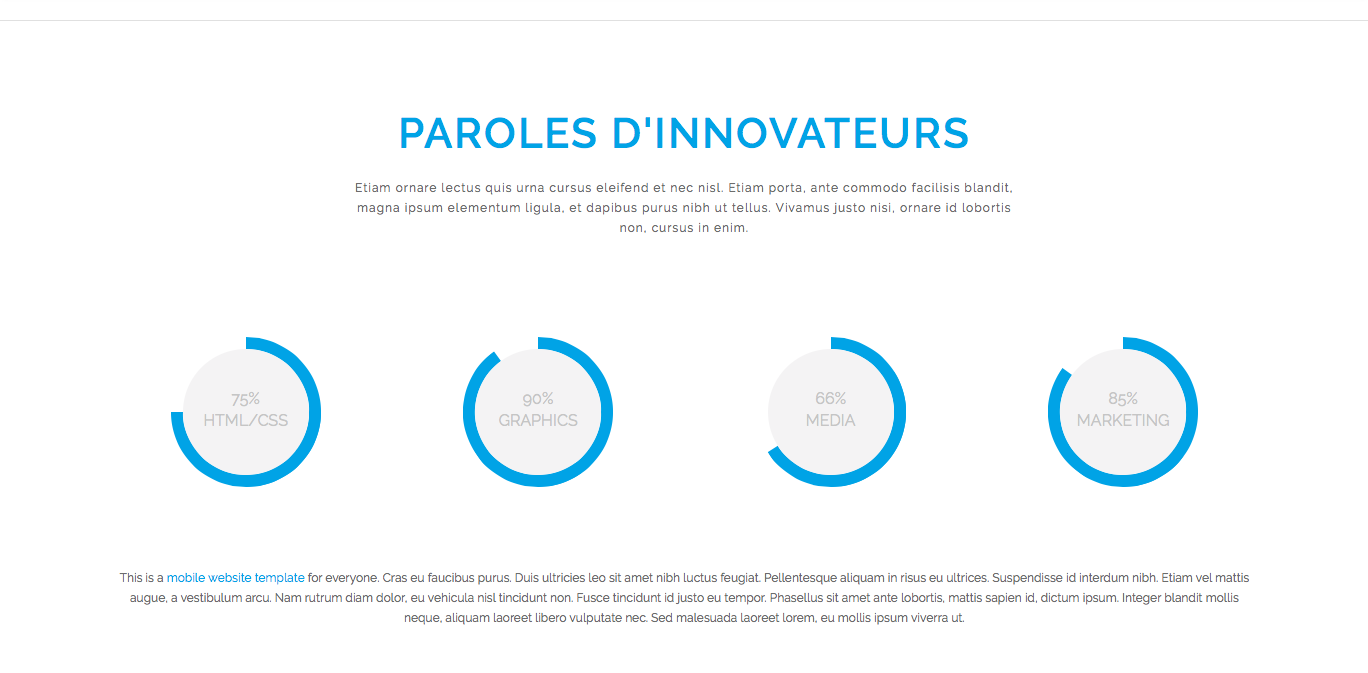 PAROLES D'INNOVATEURS
Etiam ornare lectus quis urna cursus eleifend et nec nisl. Etiam porta, ante commodo facilisis blandit,
magna ipsum elementum ligula, et dapibus purus nibh ut tellus. Vivamus justo nisi, ornare id lobortis
non, cursus in enim.
75%
HTML/CSS
90%
GRAPHICS
66%
MEDIA
85%
MARKETING
This is a mobile website template for everyone. Cras eu faucibus purus. Duis ultricies leo sit amet nibh luctus feugiat. Pellentesque aliquam in risus eu ultrices. Suspendisse id interdum nibh. Etiam vel mattis
augue, a vestibulum arcu. Nam rutrum diam dolor, eu vehicula nisl tincidunt non. Fusce tincidunt id justo eu tempor. Phasellus sit amet ante lobortis, mattis sapien id, dictum ipsum. Integer blandit mollis
neque, aliquam laoreet libero vulputate nec. Sed malesuada laoreet lorem, eu mollis ipsum viverra ut.